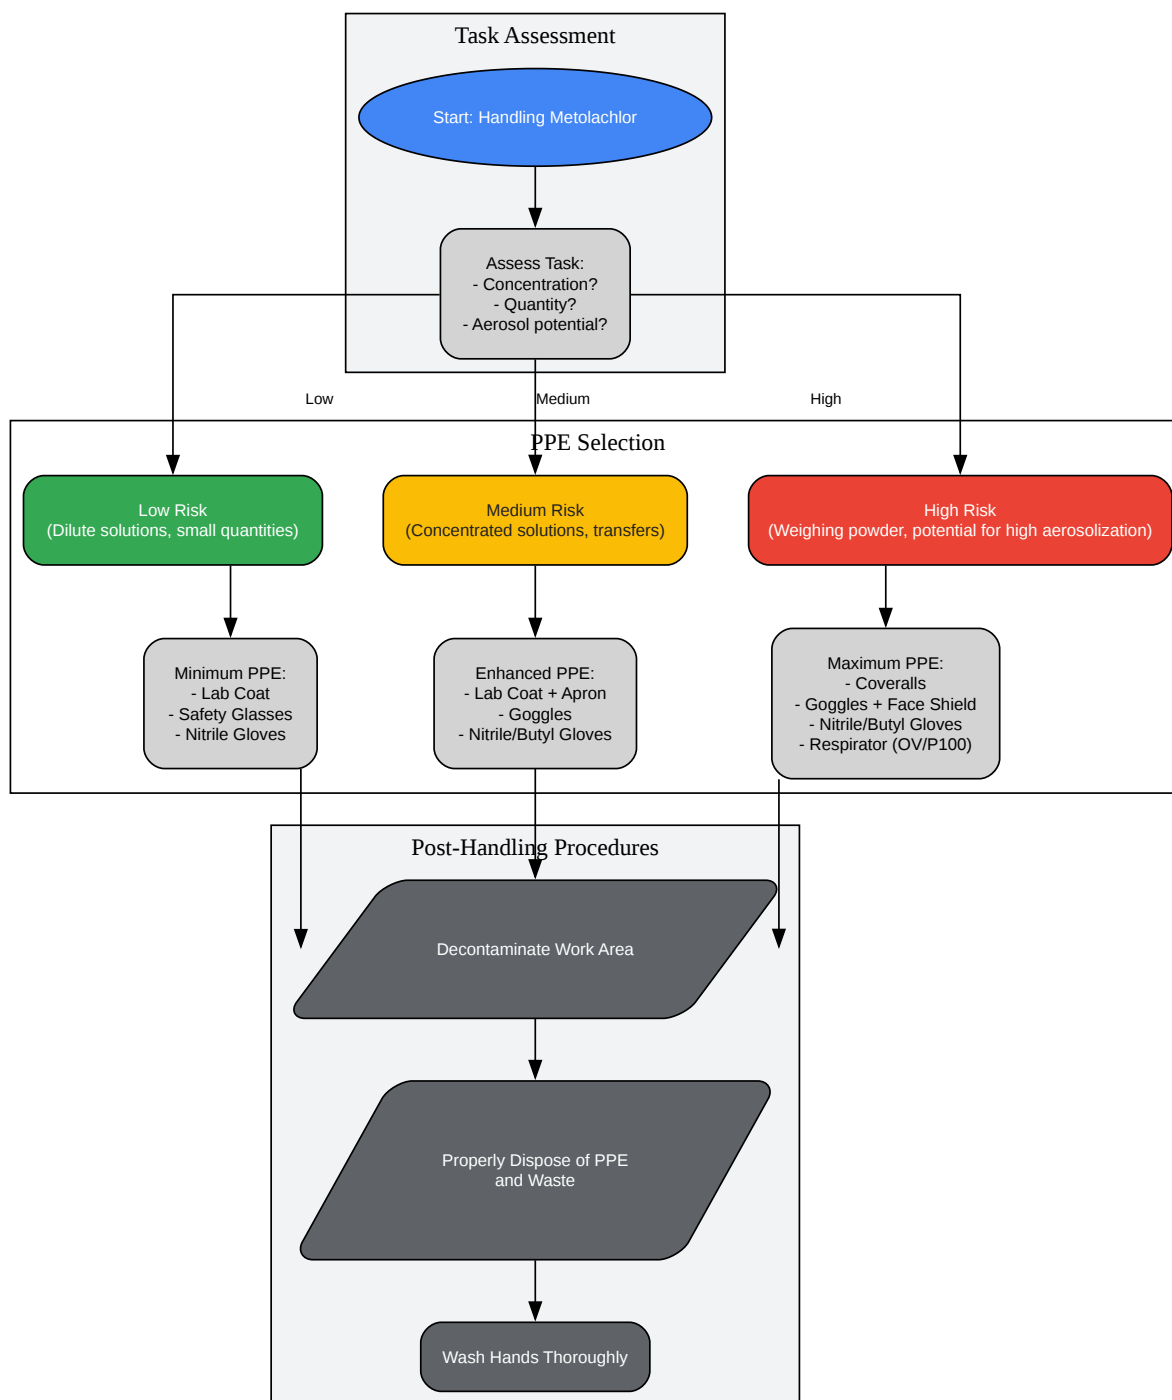 Task Assessment
Start: Handling Metolachlor
Assess Task:
- Concentration?
- Quantity?
- Aerosol potential?
Low
Medium
High
PPE Selection
Low Risk
(Dilute solutions, small quantities)
Medium Risk
(Concentrated solutions, transfers)
High Risk
(Weighing powder, potential for high aerosolization)
Minimum PPE:
- Lab Coat
- Safety Glasses
- Nitrile Gloves
Enhanced PPE:
- Lab Coat + Apron
- Goggles
- Nitrile/Butyl Gloves
Maximum PPE:
- Coveralls
- Goggles + Face Shield
- Nitrile/Butyl Gloves
- Respirator (OV/P100)
Post-Handling Procedures
Decontaminate Work Area
Properly Dispose of PPE
and Waste
Wash Hands Thoroughly